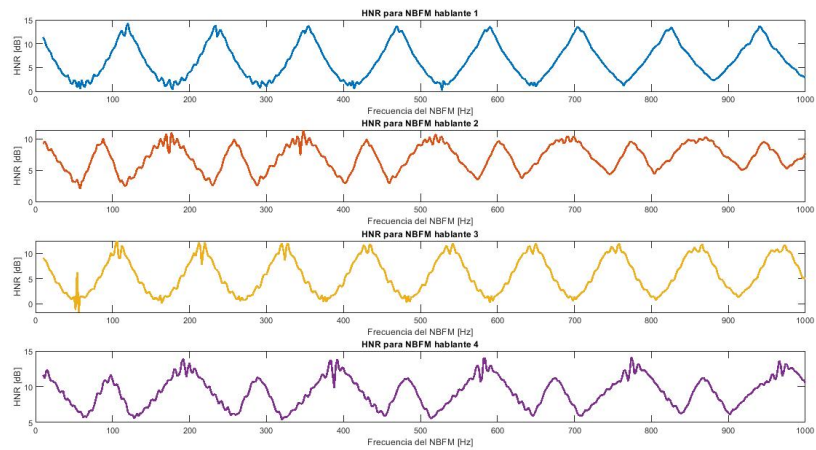 HNR para NBFM hablante 1
15
10
5
0
HNR [dB]
0 100 200 300 400 500 600 700 800 900 1000
Frecuencia del NBFM [Hz]
HNR para NBFM hablante 2
10
5
0
HNR [dB]
0 100 200 300 400 500 600 700 800 900 1000
Frecuencia del NBFM [Hz]
HNR para NBFM hablante 3
10
5
0
HNR [dB]
0 100 200 300 400 500 600 700 800 900 1000
Frecuencia del NBFM [Hz]
HNR para NBFM hablante 4
15
10
5
HNR [dB]
0 100 200 300 400 500 600 700 800 900 1000
Frecuencia del NBFM [Hz]